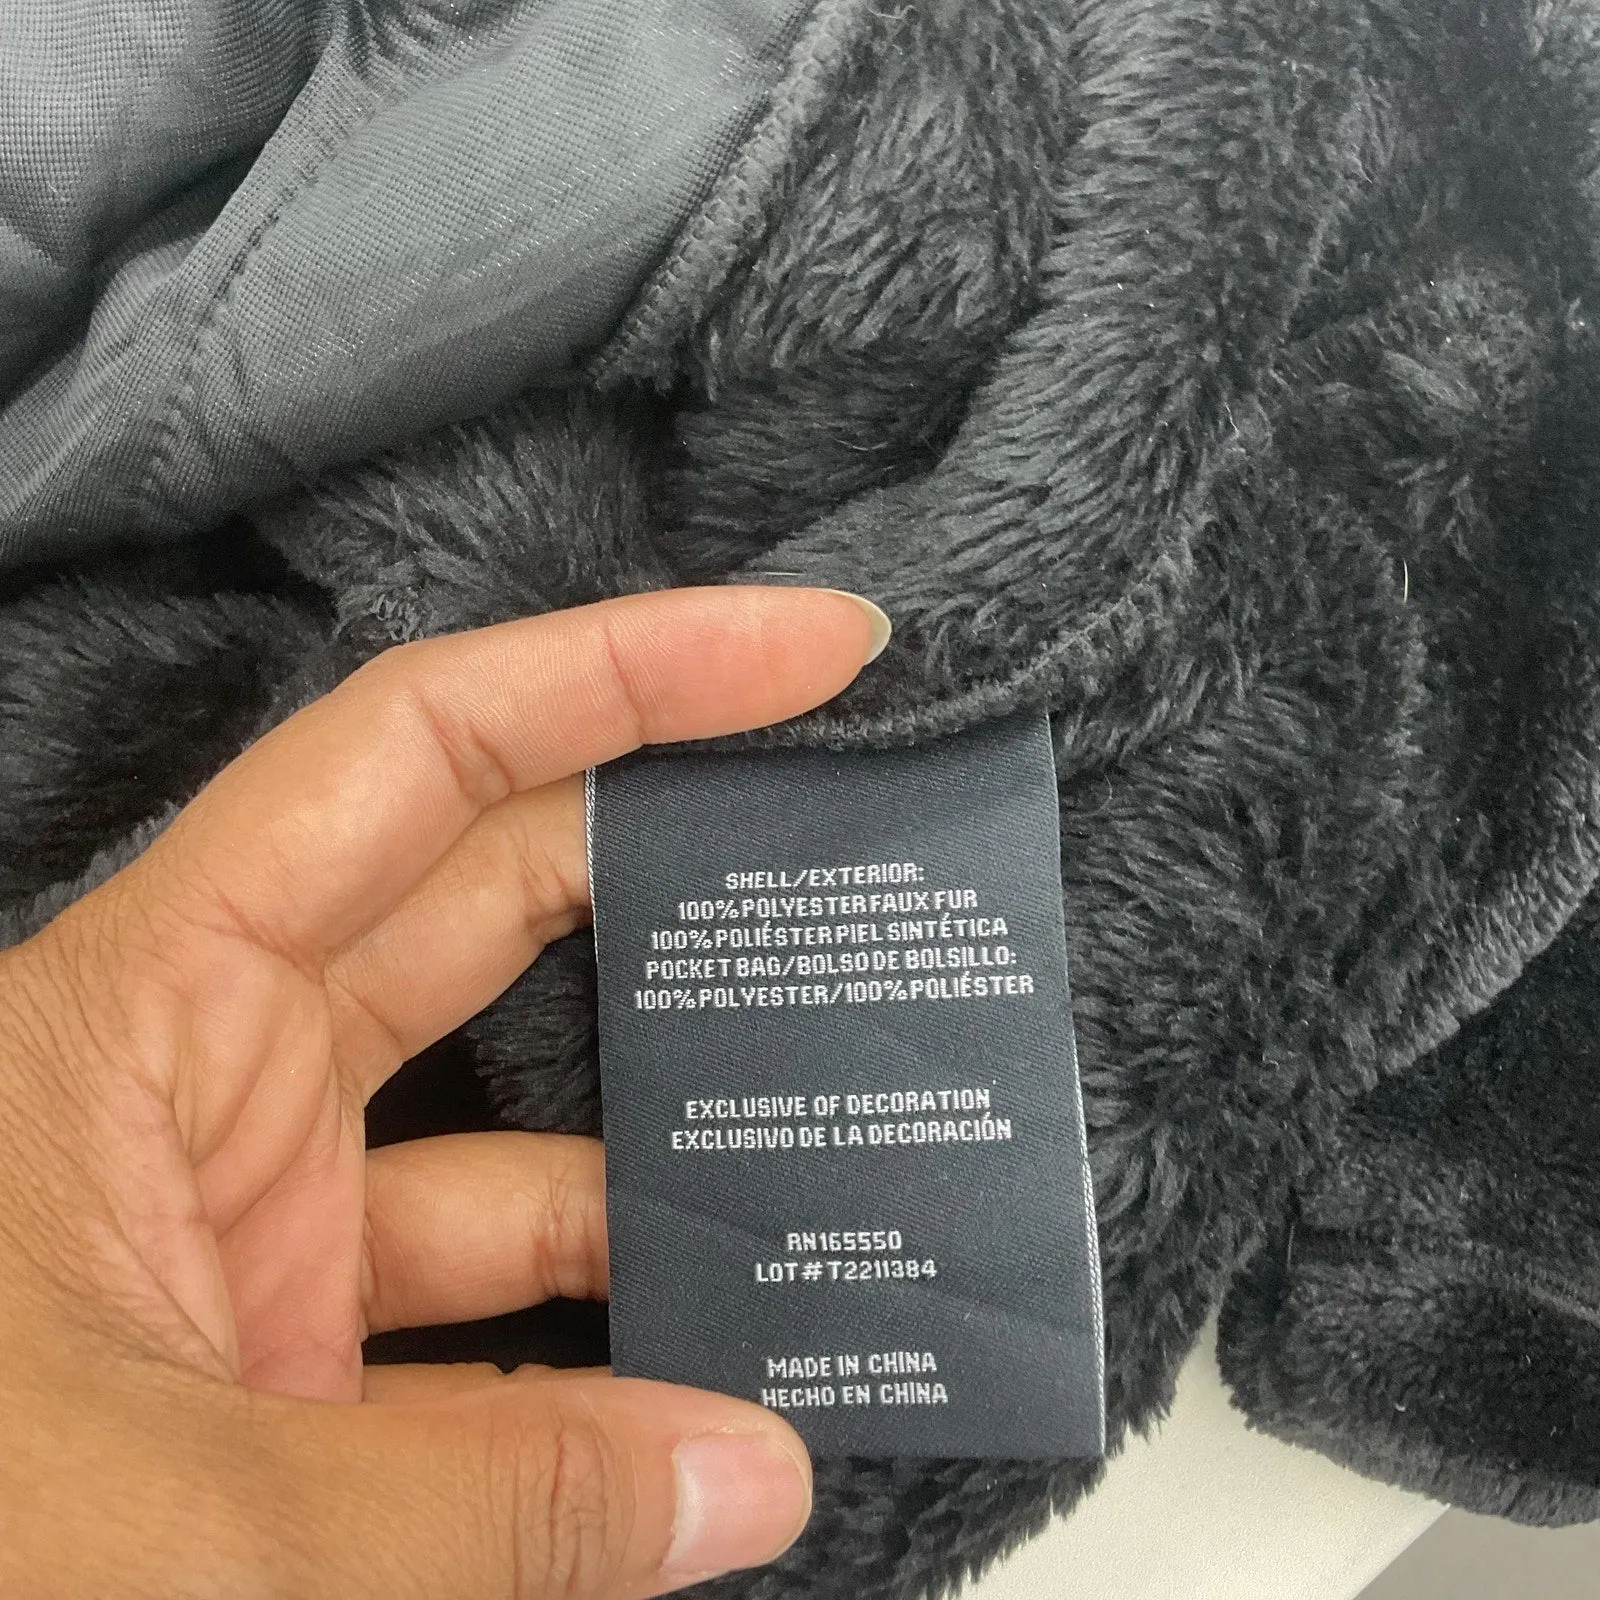 SHELL/EXTERIOR:
100% POLYESTER FAUX FUR
100% POLIÉSTER PIEL SINTÉTICA
POCKET BAG/BOLSO DE BOLSILLO:
100% POLYESTER/100% POLIÉSTER
EXCLUSIVE OF DECORATION
EXCLUSIVO DE LA DECORACIÓN
RN165550
LOT # T2211384
MADE IN CHINA
HECHO EN CHINA